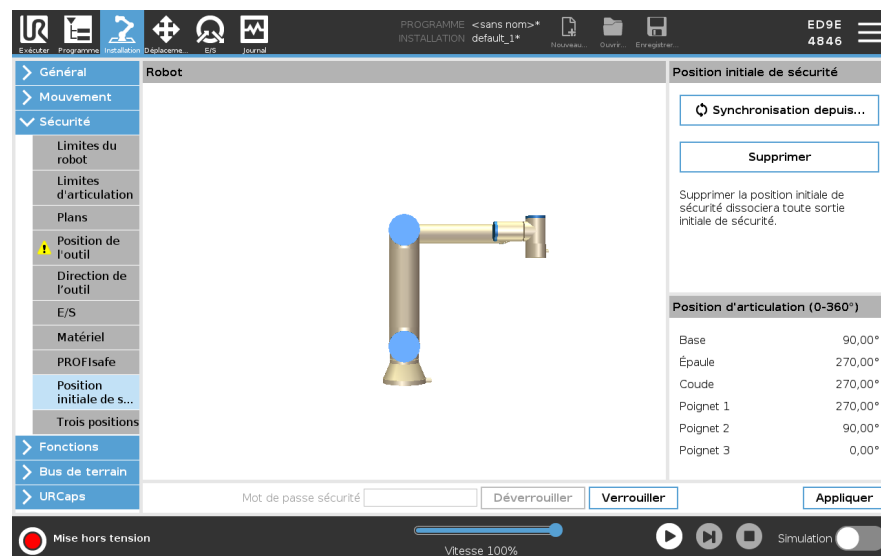 PROGRAMME <sans nom>*
INSTALLATION default_1*
ED9E
4846
Exécuter
Programme
Installation
Déplaceme...
E/S
Journal
Nouveau...
Ouvrir...
Enregistrer...
Général
Mouvement
Sécurité
Limites du
robot
Limites
d'articulation
Plans
Position de
l'outil
Direction de
l'outil
E/S
Matériel
PROFIsafe
Position
initiale de s...
Trois positions
Fonctions
Bus de terrain
URCaps
Robot
Position initiale de sécurité
Synchronisation depuis...
Supprimer
Supprimer la position initiale de
sécurité dissociera toute sortie
initiale de sécurité.
Position d'articulation (0-360°)
Base 90,00°
Épaule 270,00°
Coude 270,00°
Poignet 1 270,00°
Poignet 2 90,00°
Poignet 3 0,00°
Mot de passe sécurité
Déverrouiller
Verrouiller
Appliquer
Mise hors tension
Vitesse 100%
Simulation